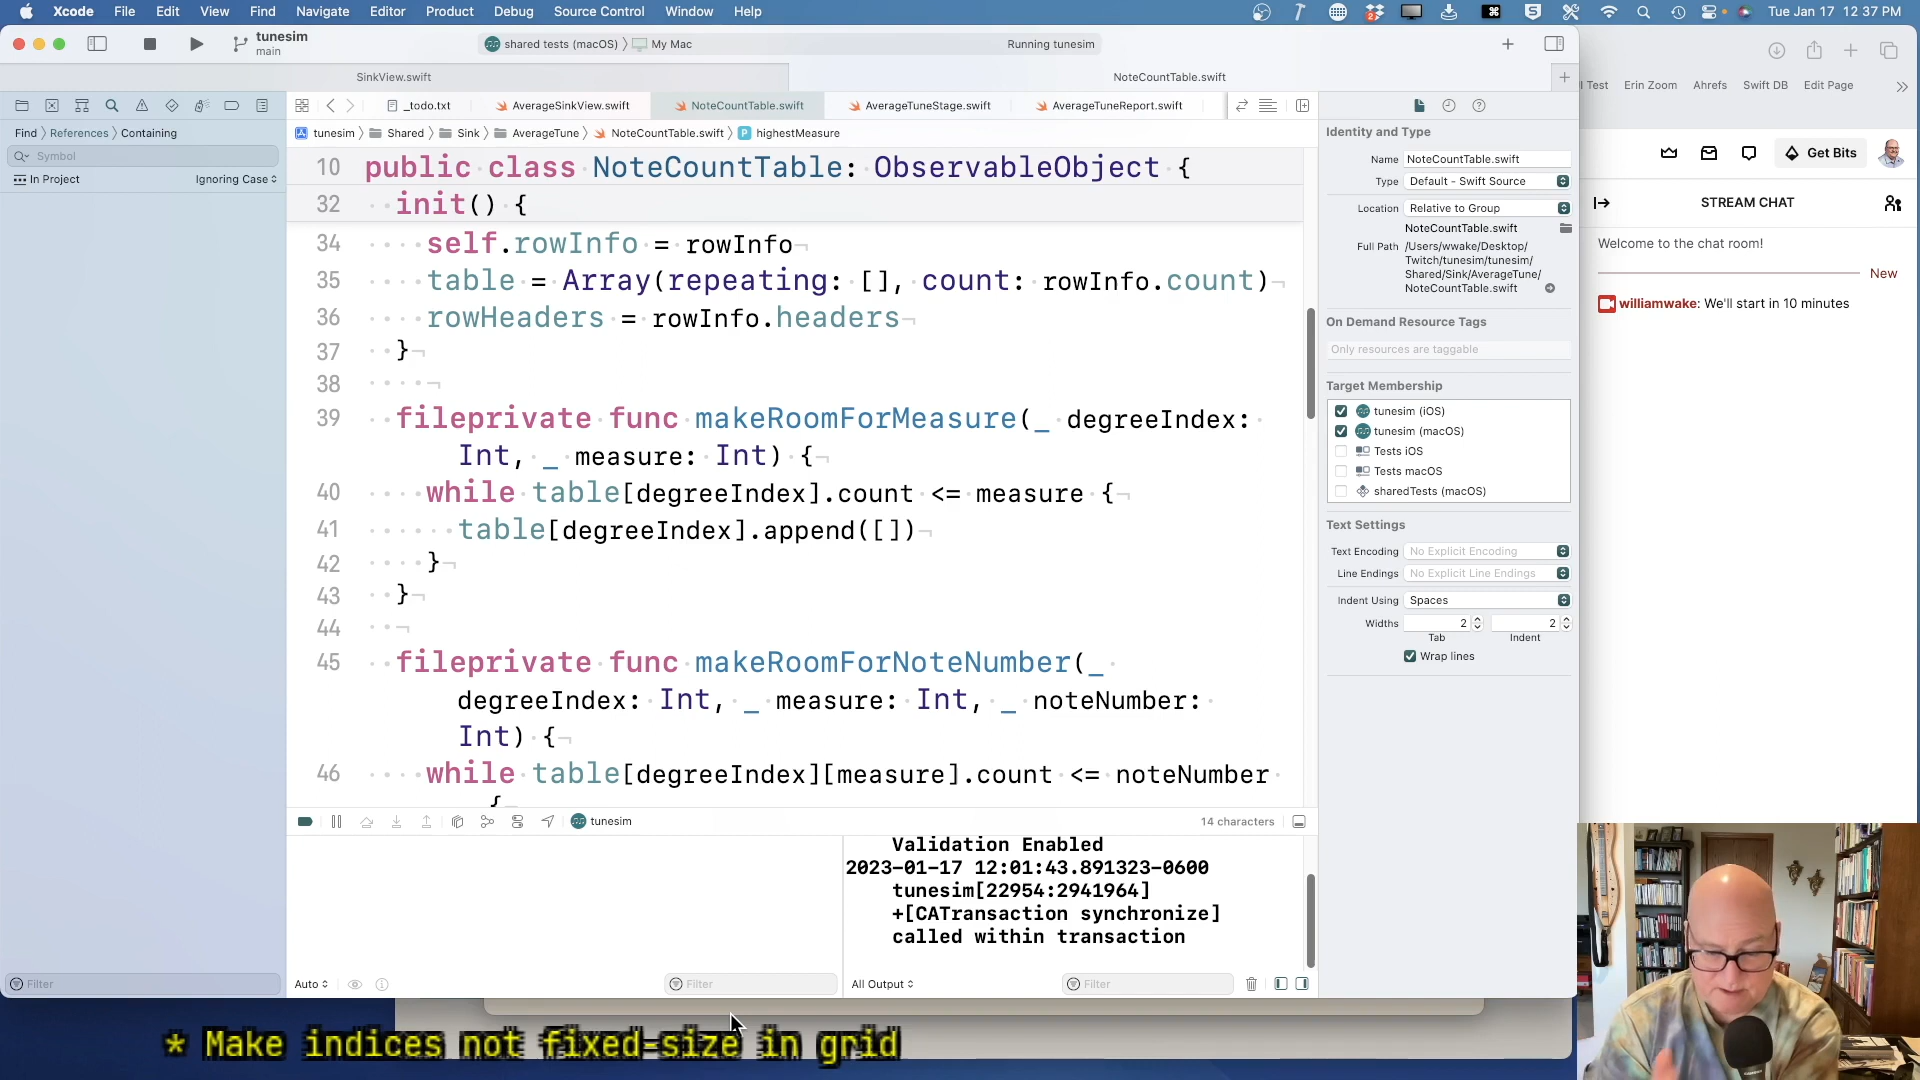 Xcode File Edit View Find Navigate Editor Product Debug Source Control Window Help
Tue Jan 17 12:37 PM
tunesim
main
shared tests (macOS) 〉 My Mac
Running tunesim
SinkView.swift
NoteCountTable.swift
_todo.txt
AverageSinkView.swift
NoteCountTable.swift
AverageTuneStage.swift
AverageTuneReport.swift
Find 〉 References 〉 Containing
Symbol
In Project
Ignoring Case
tunesim 〉 Shared 〉 Sink 〉 AverageTune 〉 NoteCountTable.swift 〉 P highestMeasure
10 public class NoteCountTable: ObservableObject {
32 init() {
34 self.rowInfo = rowInfo
35 table = Array(repeating: [], count: rowInfo.count)
36 rowHeaders = rowInfo.headers
37 }
38
39 fileprivate func makeRoomForMeasure(_ degreeIndex:
Int, _ measure: Int) {
40 while table[degreeIndex].count <= measure {
41 table[degreeIndex].append([])
42 }
43 }
44
45 fileprivate func makeRoomForNoteNumber(_
degreeIndex: Int, _ measure: Int, _ noteNumber:
Int) {
46 while table[degreeIndex][measure].count <= noteNumber
{
tunesim
14 characters
Validation Enabled
2023-01-17 12:01:43.891323-0600
tunesim[22954:2941964]
+[CATransaction synchronize]
called within transaction
Filter
Auto
Filter
All Output
Filter
Identity and Type
Name NoteCountTable.swift
Type Default - Swift Source
Location Relative to Group
NoteCountTable.swift
Full Path /Users/wwake/Desktop/
Twitch/tunesim/tunesim/
Shared/Sink/AverageTune/
NoteCountTable.swift
On Demand Resource Tags
Only resources are taggable
Target Membership
tunesim (iOS)
tunesim (macOS)
Tests iOS
Tests macOS
sharedTests (macOS)
Text Settings
Text Encoding No Explicit Encoding
Line Endings No Explicit Line Endings
Indent Using Spaces
Widths 2 2
Tab Indent
Wrap lines
Test Erin Zoom Ahrefs Swift DB Edit Page
Get Bits
STREAM CHAT
Welcome to the chat room!
New
williamwake: We'll start in 10 minutes
* Make indices not fixed-size in grid